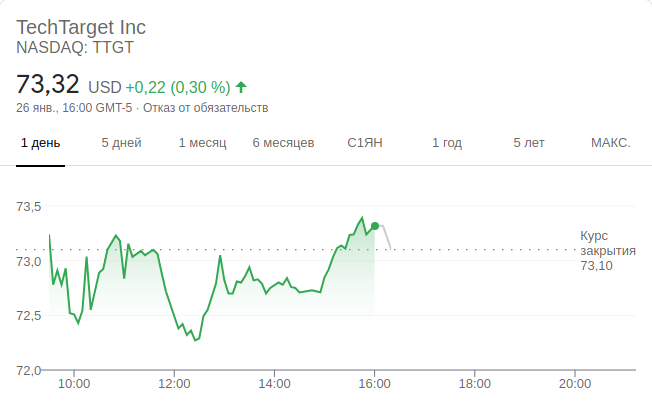 TechTarget Inc
NASDAQ: TTGT
73,32 USD +0,22 (0,30 %)
26 янв., 16:00 GMT-5 · Отказ от обязательств
1 день 5 дней 1 месяц 6 месяцев С1ЯН 1 год 5 лет МАКС.
73,5
73,0
72,5
72,0
Курс
закрытия
73,10
10:00 12:00 14:00 16:00 18:00 20:00